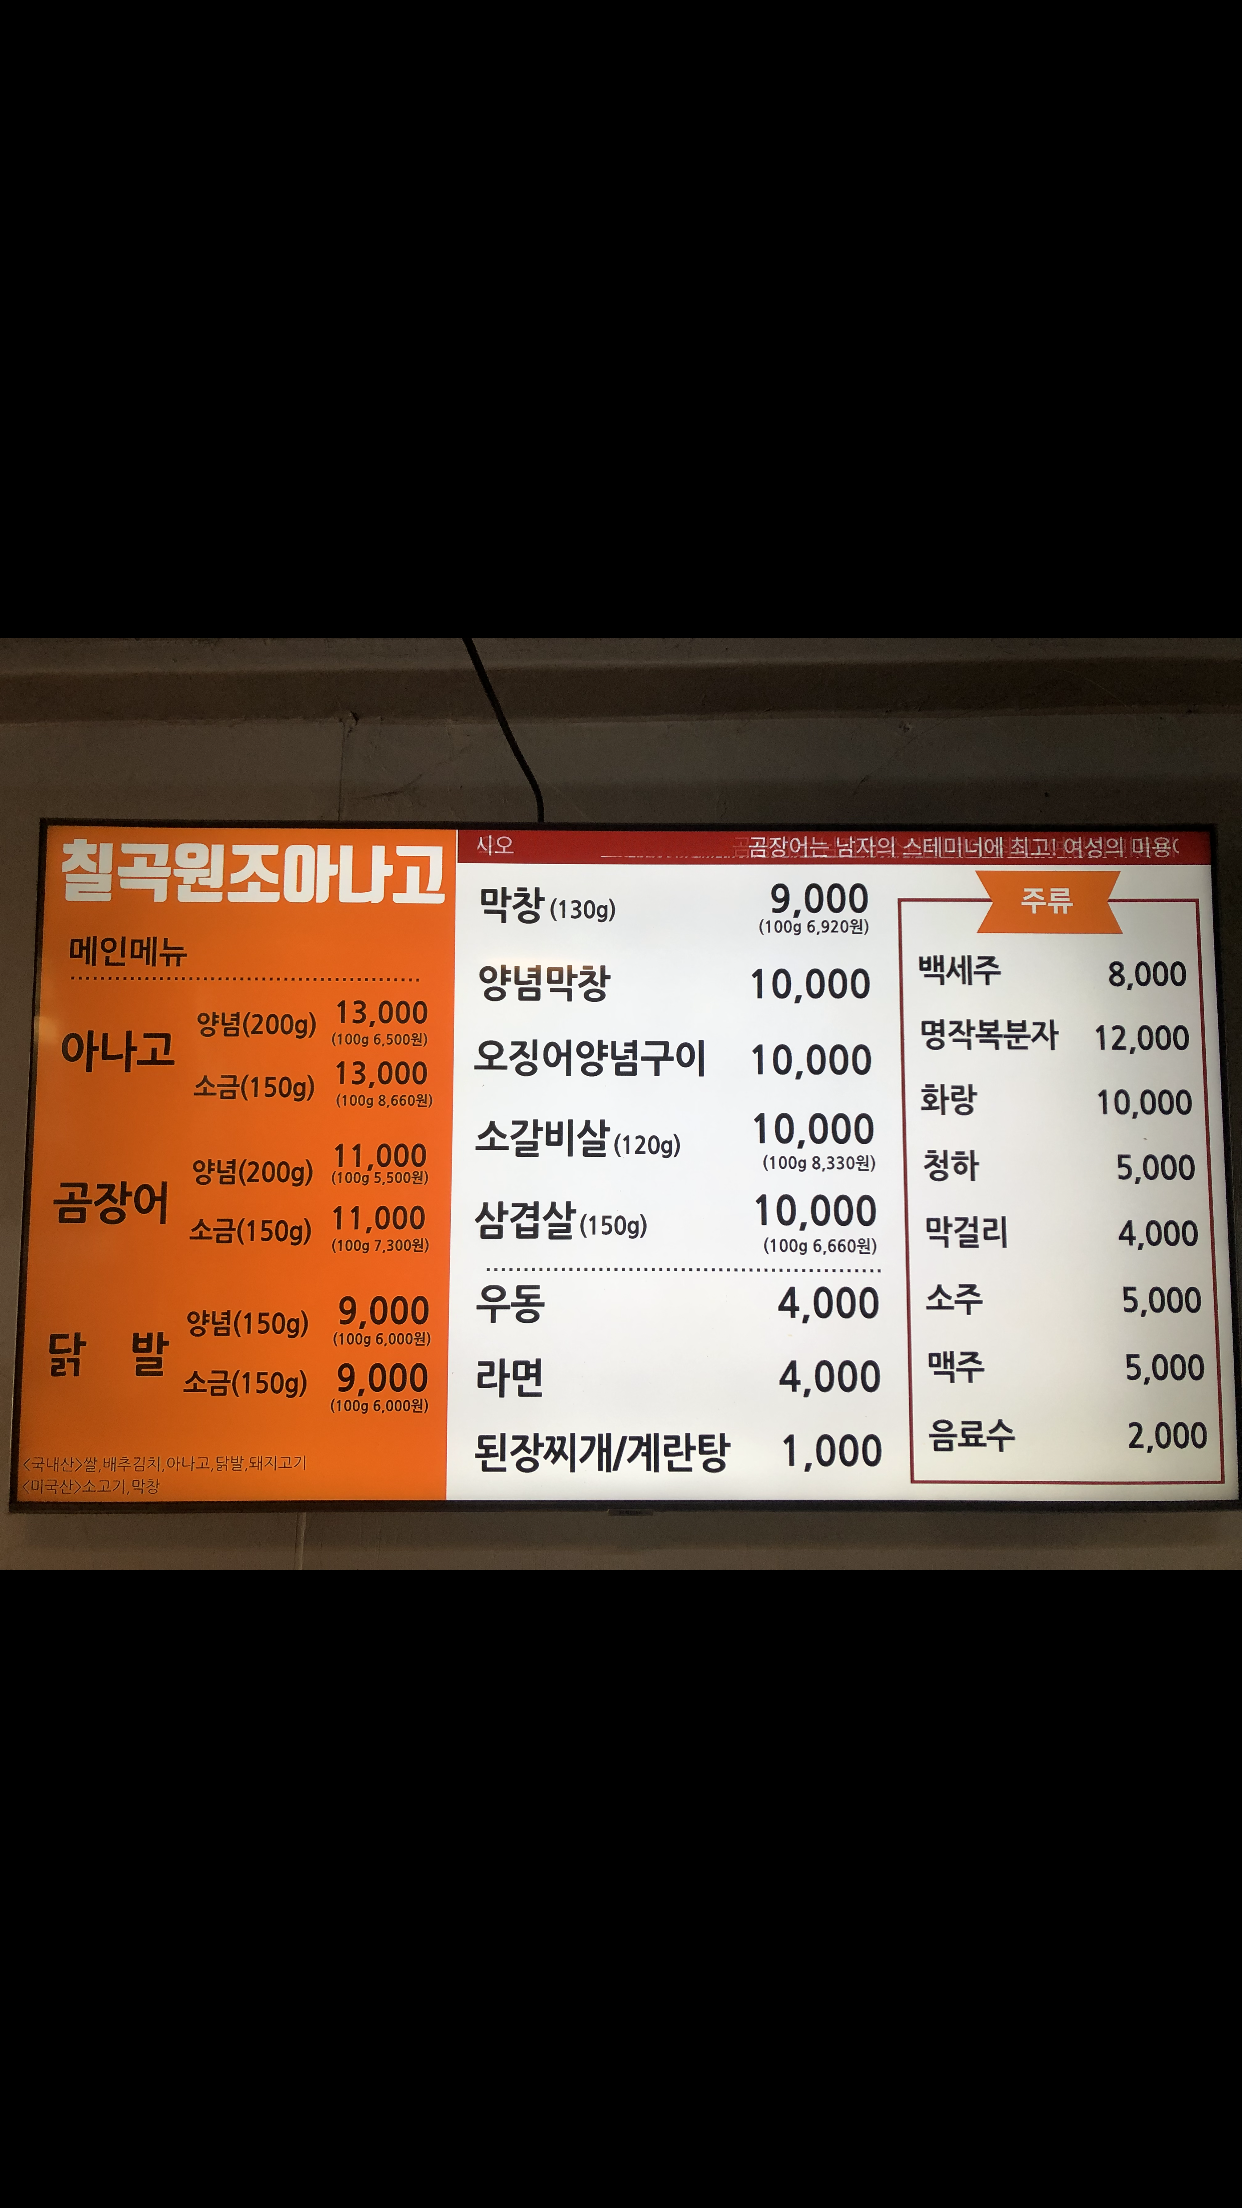 칠곡원조아나고
메인메뉴
아나고
양념(200g) 13,000
(100g 6,500원)
소금(150g) 13,000
(100g 8,660원)
곰장어
양념(200g) 11,000
(100g 5,500원)
소금(150g) 11,000
(100g 7,300원)
닭 발
양념(150g) 9,000
(100g 6,000원)
소금(150g) 9,000
(100g 6,000원)
<국내산>쌀,배추김치,아나고,닭발,돼지고기
<미국산>소고기,막창
시오 곰장어는 남자의 스테미너에 최고! 여성의 미용
막창(130g) 9,000
(100g 6,920원)
양념막창 10,000
오징어양념구이 10,000
소갈비살(120g) 10,000
(100g 8,330원)
삼겹살(150g) 10,000
(100g 6,660원)
우동 4,000
라면 4,000
된장찌개/계란탕 1,000
주류
백세주 8,000
명작복분자 12,000
화랑 10,000
청하 5,000
막걸리 4,000
소주 5,000
맥주 5,000
음료수 2,000